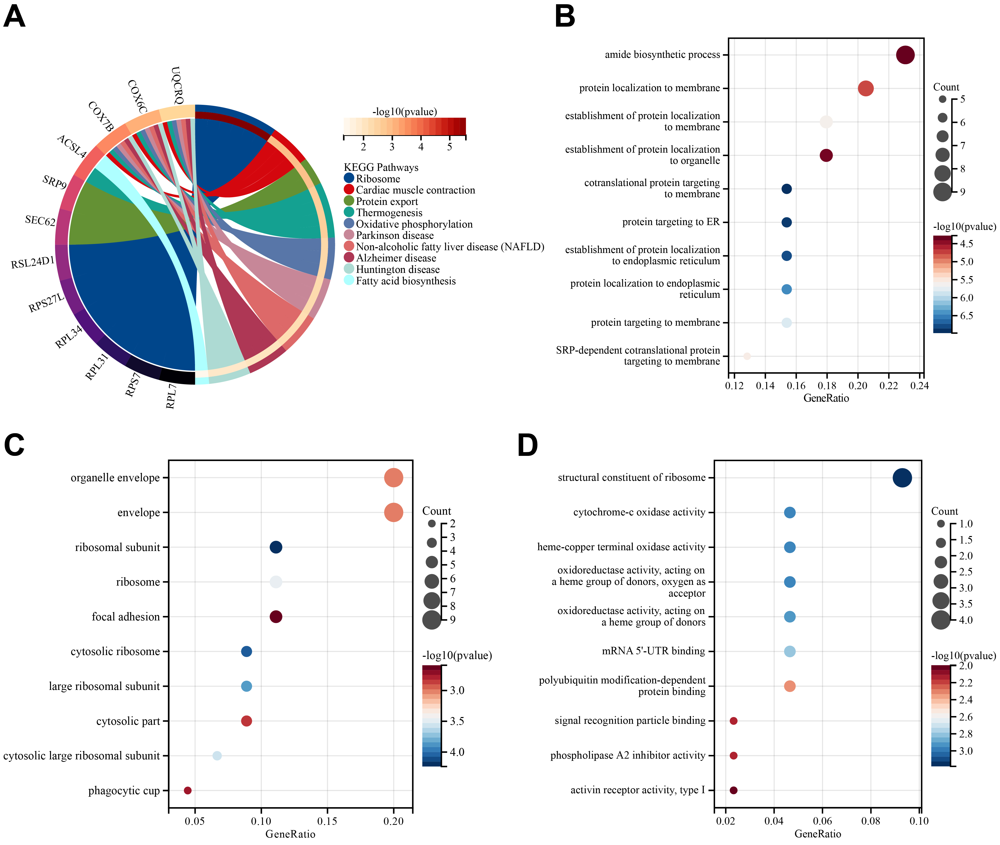 A
UQCRQ
COX6C
COX7B
ACSL4
SRP9
SEC62
RSL24D1
RPS27L
RPL34
RPL31
RPS7
RPL7
-log10(pvalue)
2 3 4 5
KEGG Pathways
Ribosome
Cardiac muscle contraction
Protein export
Thermogenesis
Oxidative phosphorylation
Parkinson disease
Non-alcoholic fatty liver disease (NAFLD)
Alzheimer disease
Huntington disease
Fatty acid biosynthesis
B
amide biosynthetic process
protein localization to membrane
establishment of protein localization
to membrane
establishment of protein localization
to organelle
cotranslational protein targeting
to membrane
protein targeting to ER
establishment of protein localization
to endoplasmic reticulum
protein localization to endoplasmic
reticulum
protein targeting to membrane
SRP-dependent cotranslational protein
targeting to membrane
0.12 0.14 0.16 0.18 0.20 0.22 0.24
GeneRatio
Count
5
6
7
8
9
-log10(pvalue)
4.5
5.0
5.5
6.0
6.5
C
organelle envelope
envelope
ribosomal subunit
ribosome
focal adhesion
cytosolic ribosome
large ribosomal subunit
cytosolic part
cytosolic large ribosomal subunit
phagocytic cup
0.05 0.10 0.15 0.20
GeneRatio
Count
2
3
4
5
6
7
8
9
-log10(pvalue)
3.0
3.5
4.0
D
structural constituent of ribosome
cytochrome-c oxidase activity
heme-copper terminal oxidase activity
oxidoreductase activity, acting on
a heme group of donors, oxygen as
acceptor
oxidoreductase activity, acting on
a heme group of donors
mRNA 5'-UTR binding
polyubiquitin modification-dependent
protein binding
signal recognition particle binding
phospholipase A2 inhibitor activity
activin receptor activity, type I
0.02 0.04 0.06 0.08 0.10
GeneRatio
Count
1.0
1.5
2.0
2.5
3.0
3.5
4.0
-log10(pvalue)
2.0
2.2
2.4
2.6
2.8
3.0